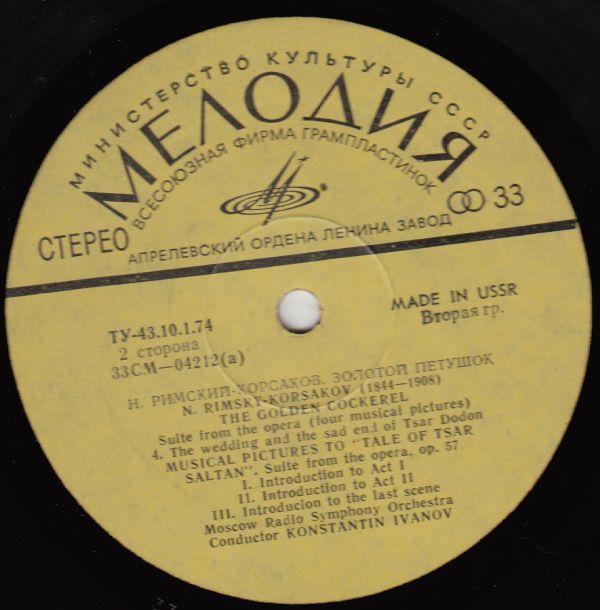 МИНИСТЕРСТВО КУЛЬТУРЫ СССР
МЕЛОДИЯ
ВСЕСОЮЗНАЯ ФИРМА ГРАМПЛАСТИНОК
СТЕРЕО
33
АПРЕЛЕВСКИЙ ОРДЕНА ЛЕНИНА ЗАВОД
ТУ-43.10.1.74
2 сторона
33СМ—04212(а)
MADE IN USSR
Вторая гр.
Н. РИМСКИЙ-КОРСАКОВ. ЗОЛОТОЙ ПЕТУШОК
N. RIMSKY-KORSAKOV (1844—1908)
THE GOLDEN COCKEREL
Suite from the opera (four musical pictures)
4. The wedding and the sad end of Tsar Dodon
MUSICAL PICTURES TO "TALE OF TSAR
SALTAN". Suite from the opera, op. 57
I. Introduction to Act I
II. Introduction to Act II
III. Introducion to the last scene
Moscow Radio Symphony Orchestra
Conductor KONSTANTIN IVANOV